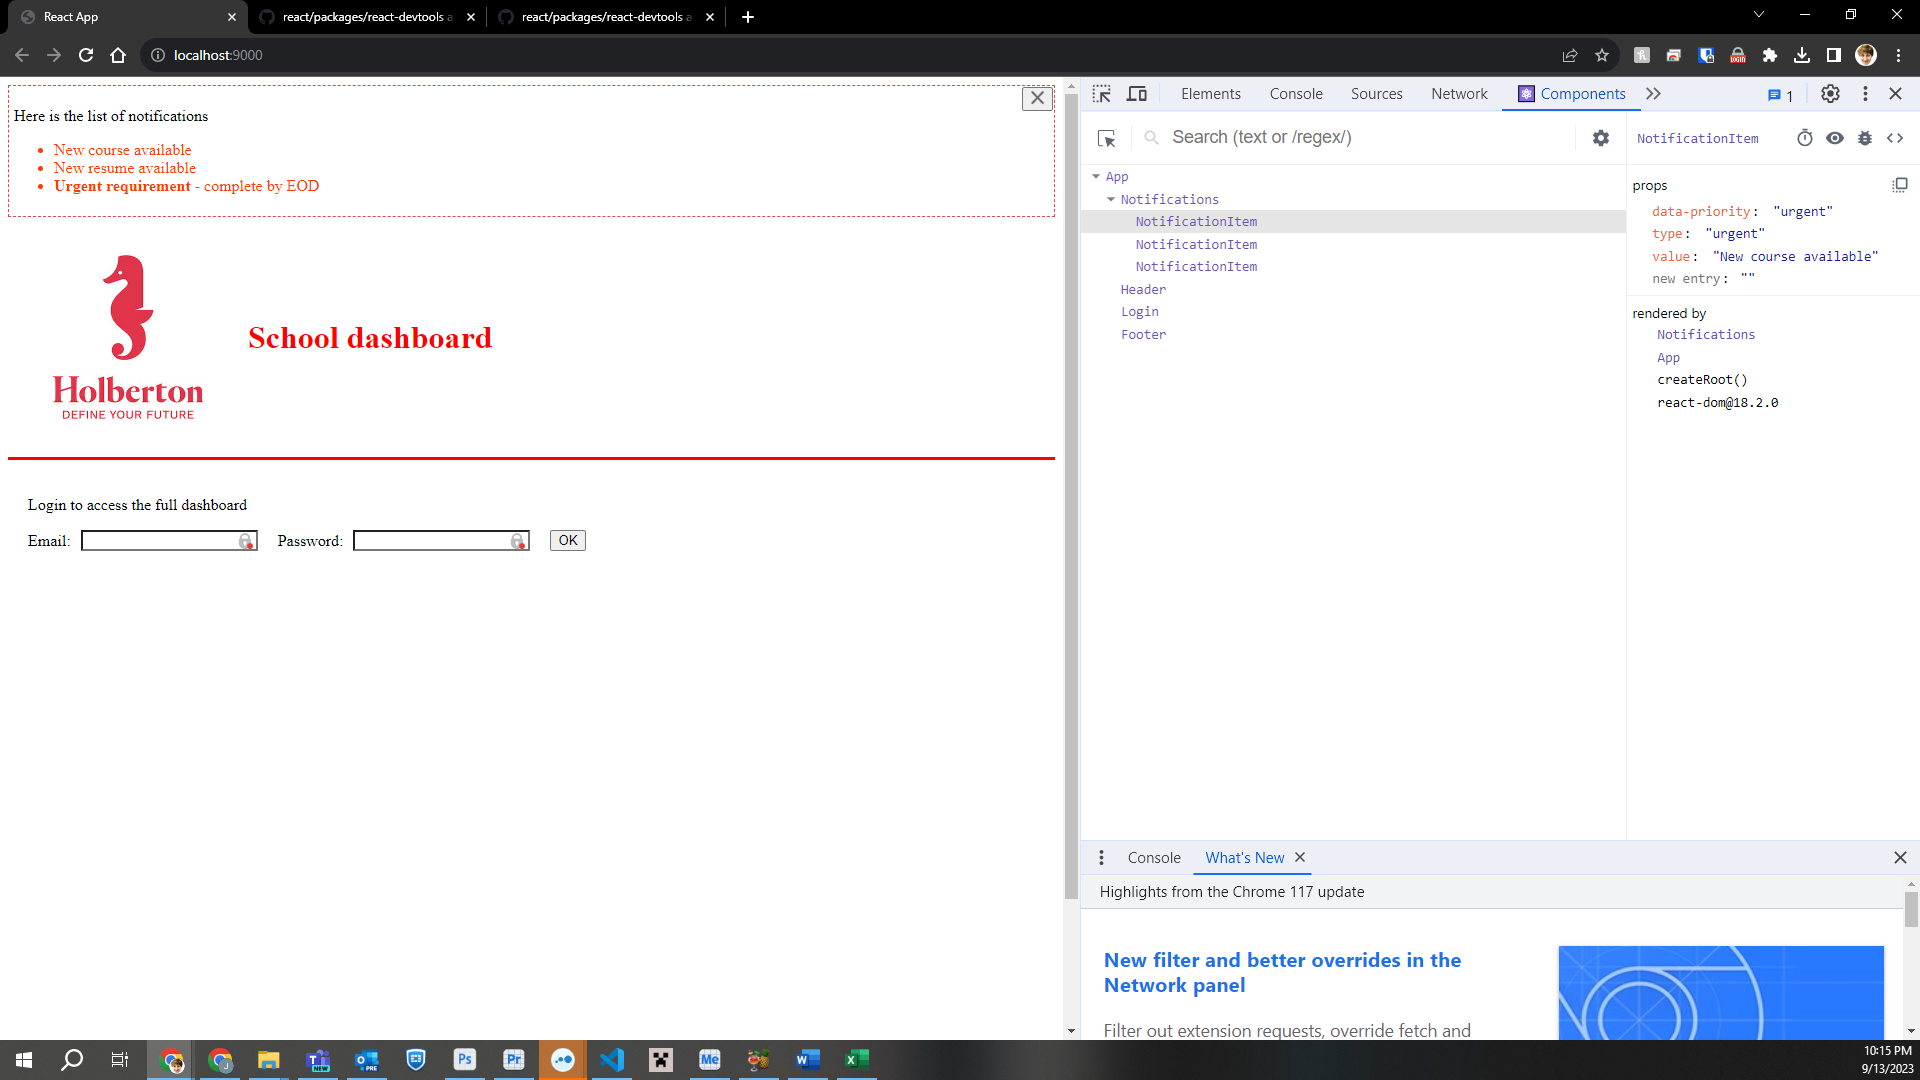 React App
react/packages/react-devtools a
react/packages/react-devtools a
localhost:9000
Here is the list of notifications
New course available
New resume available
Urgent requirement - complete by EOD
Holberton
DEFINE YOUR FUTURE
School dashboard
Login to access the full dashboard
Email:
Password:
OK
Elements
Console
Sources
Network
Components
1
Search (text or /regex/)
App
Notifications
NotificationItem
NotificationItem
NotificationItem
Header
Login
Footer
NotificationItem
props
data-priority: "urgent"
type: "urgent"
value: "New course available"
new entry: ""
rendered by
Notifications
App
createRoot()
react-dom@18.2.0
Console
What's New
Highlights from the Chrome 117 update
New filter and better overrides in the
Network panel
Filter out extension requests, override fetch and
LOGIN
NEW
PRE
Ps
Pr
Me
10:15 PM
9/13/2023